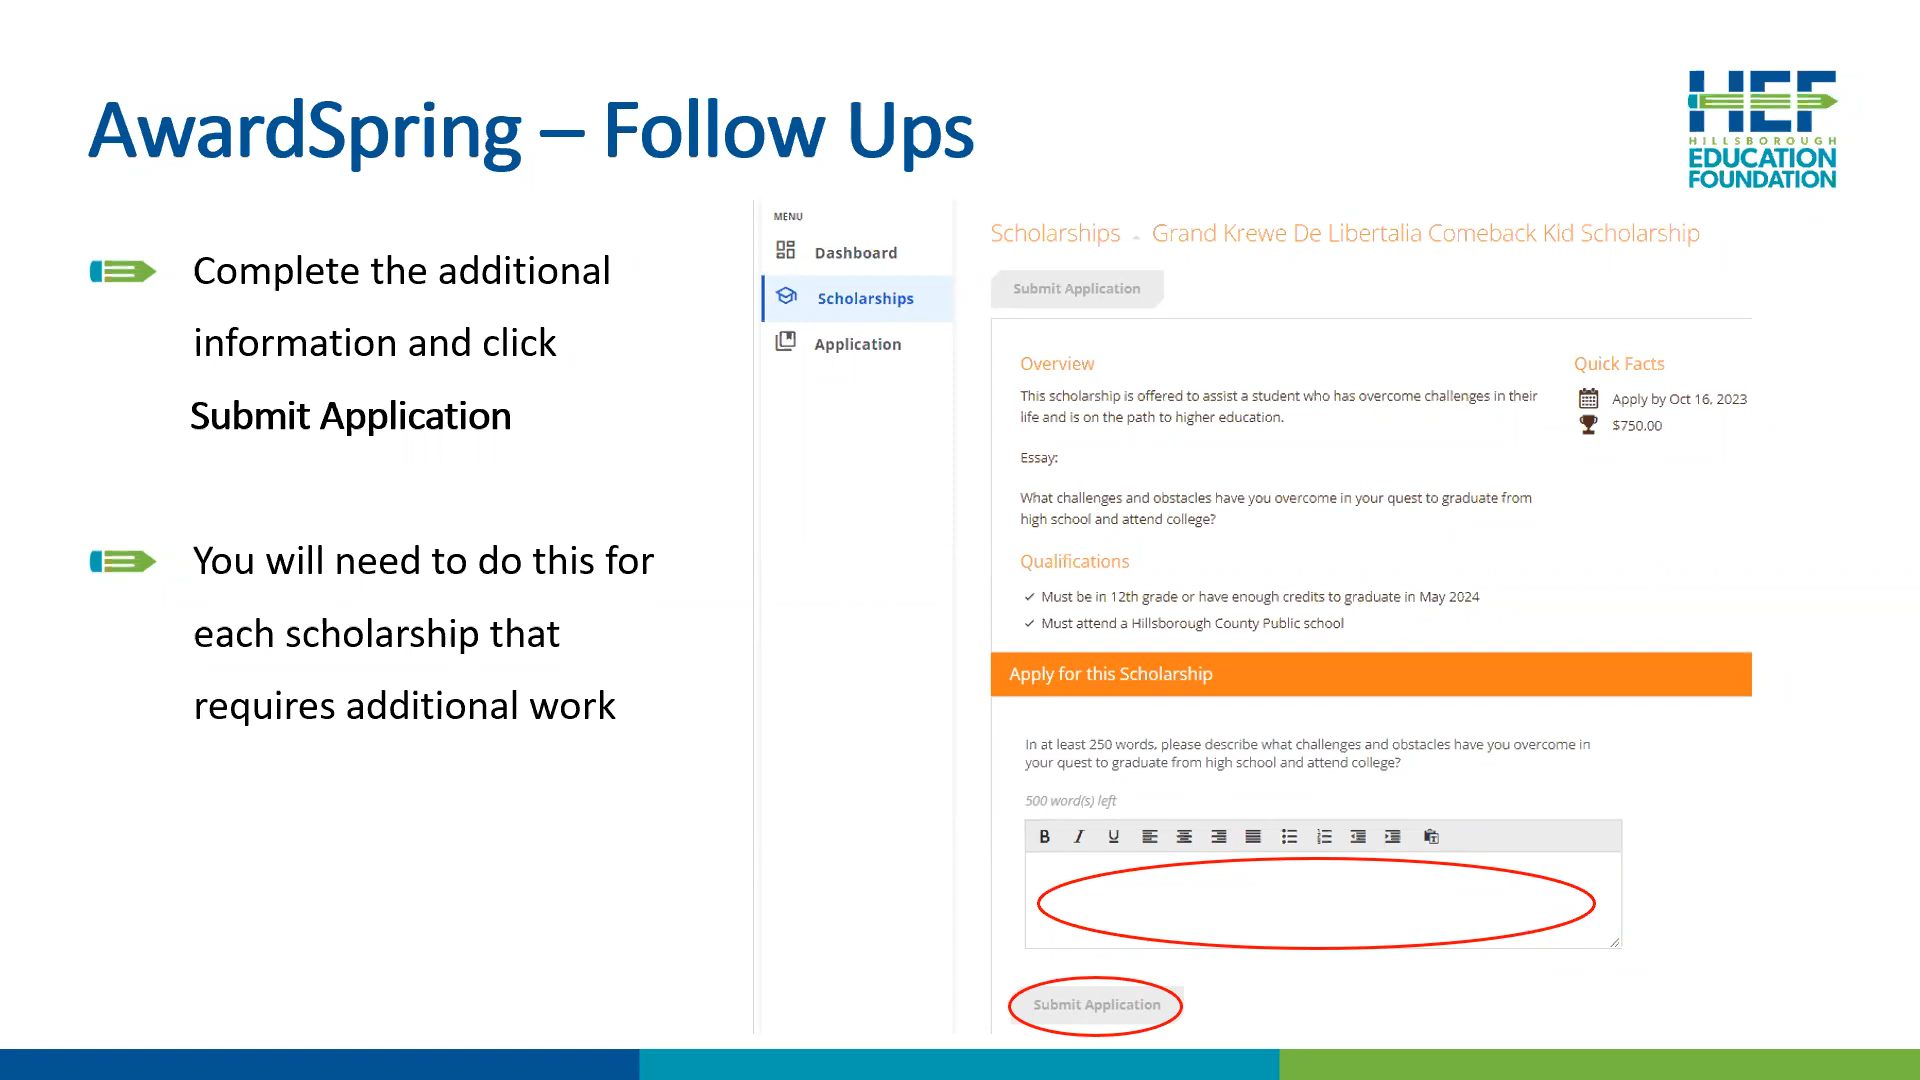 AwardSpring – Follow Ups
HEF
HILLSBOROUGH
EDUCATION
FOUNDATION
Complete the additional
information and click
Submit Application
You will need to do this for
each scholarship that
requires additional work
MENU
Dashboard
Scholarships
Application
Scholarships Grand Krewe De Libertalia Comeback Kid Scholarship
Submit Application
Overview
This scholarship is offered to assist a student who has overcome challenges in their
life and is on the path to higher education.
Essay:
What challenges and obstacles have you overcome in your quest to graduate from
high school and attend college?
Qualifications
Must be in 12th grade or have enough credits to graduate in May 2024
Must attend a Hillsborough County Public school
Quick Facts
Apply by Oct 16, 2023
$750.00
Apply for this Scholarship
In at least 250 words, please describe what challenges and obstacles have you overcome in
your quest to graduate from high school and attend college?
500 word(s) left
B I U
Submit Application